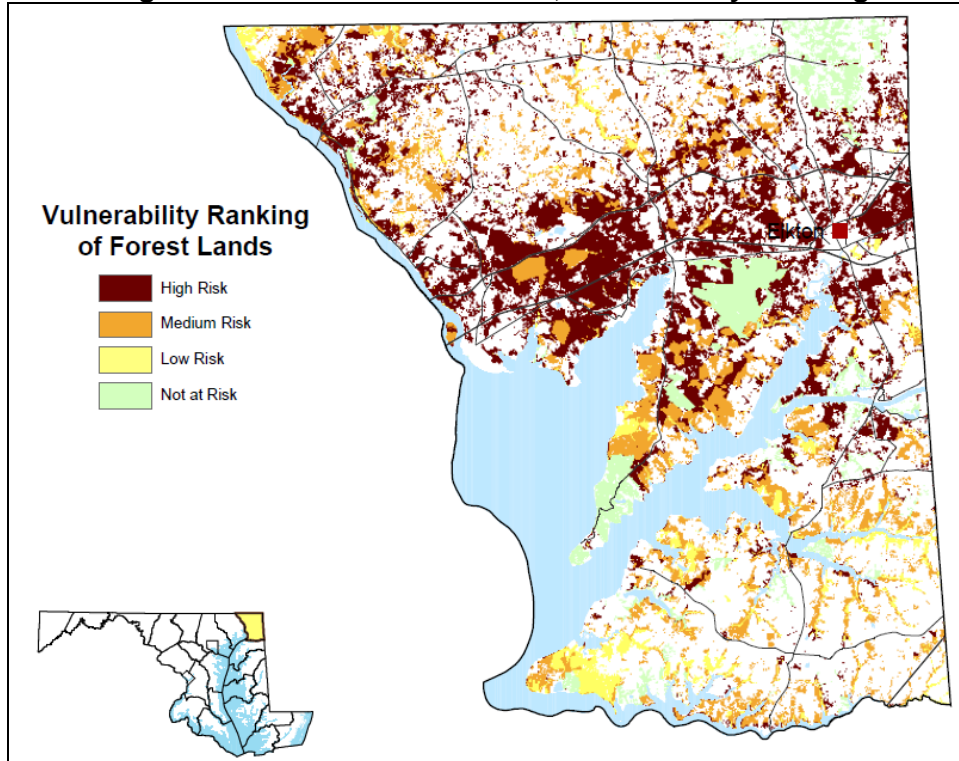 Vulnerability Ranking
of Forest Lands
High Risk
Medium Risk
Low Risk
Not at Risk
Elkton